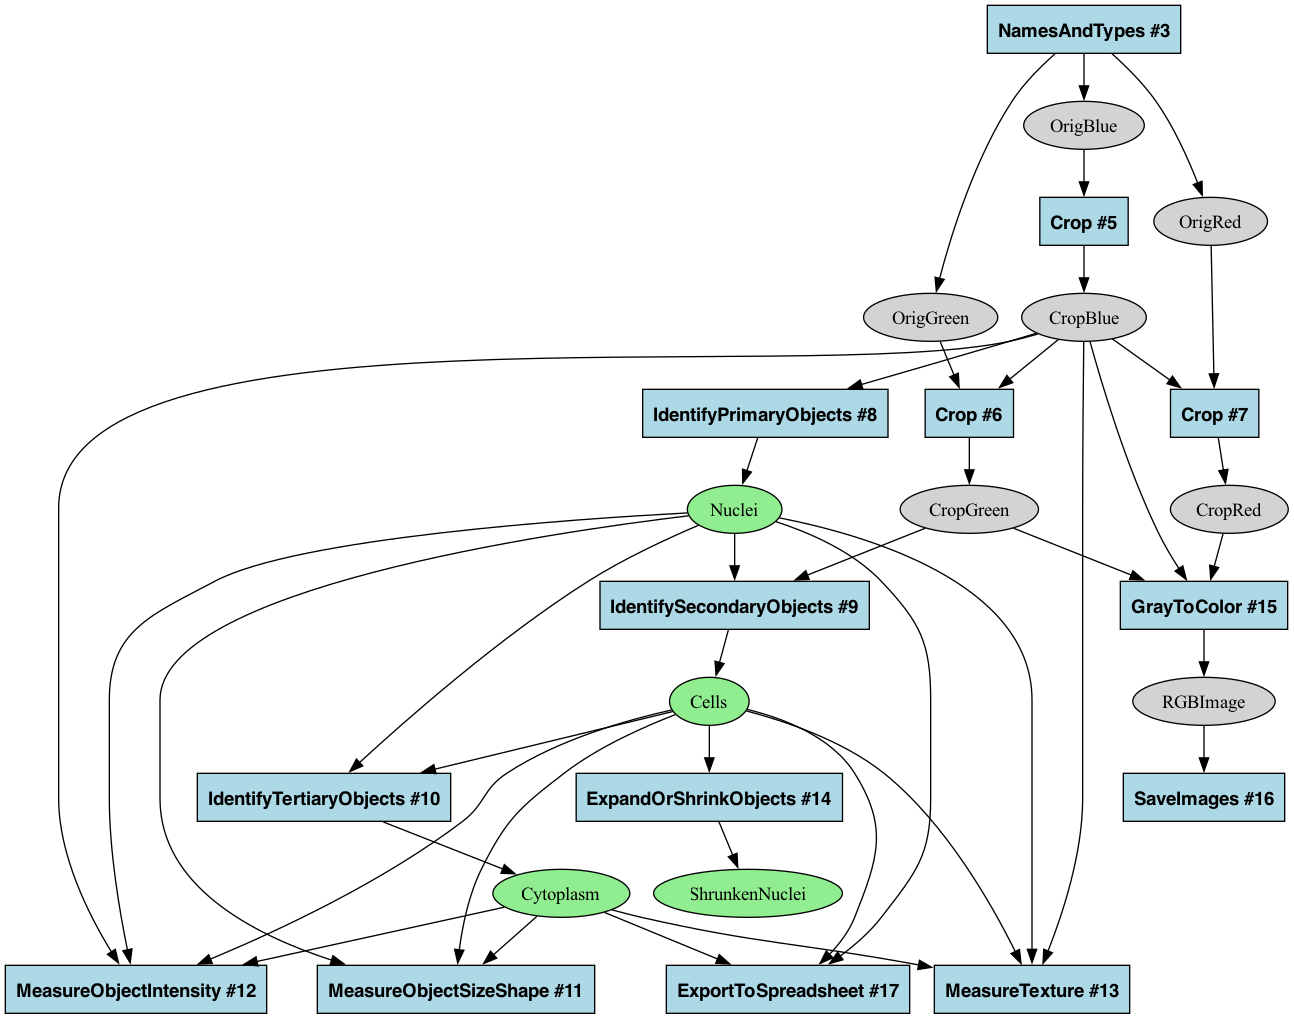 NamesAndTypes #3
OrigBlue
Crop #5
OrigRed
OrigGreen
CropBlue
IdentifyPrimaryObjects #8
Crop #6
Crop #7
Nuclei
CropGreen
CropRed
IdentifySecondaryObjects #9
GrayToColor #15
Cells
RGBImage
IdentifyTertiaryObjects #10
ExpandOrShrinkObjects #14
SaveImages #16
Cytoplasm
ShrunkenNuclei
MeasureObjectIntensity #12
MeasureObjectSizeShape #11
ExportToSpreadsheet #17
MeasureTexture #13